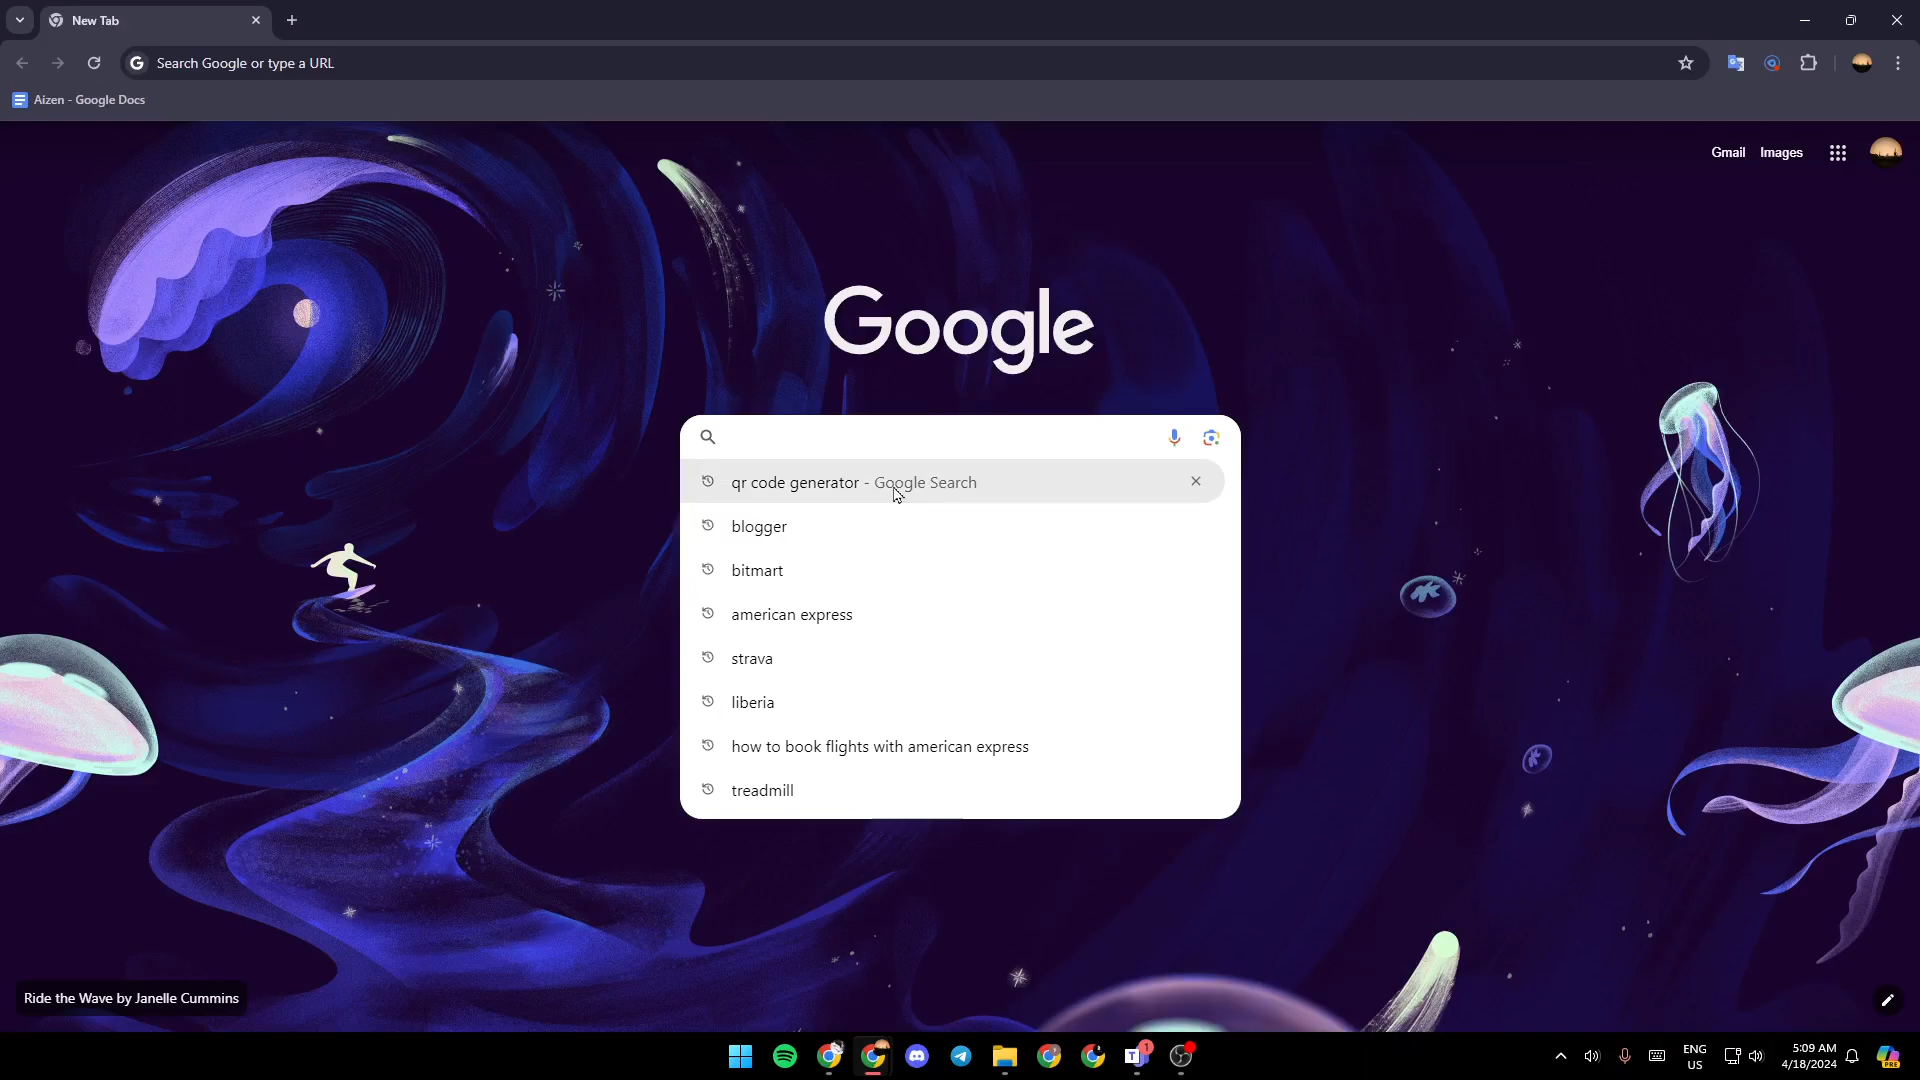 New Tab
Search Google or type a URL
Aizen - Google Docs
Gmail Images
Google
qr code generator - Google Search
blogger
bitmart
american express
strava
liberia
how to book flights with american express
treadmill
Ride the Wave by Janelle Cummins
ENG
US
5:09 AM
4/18/2024